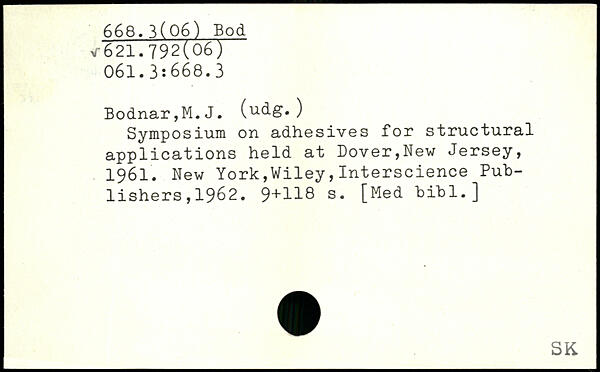 668.3(06) Bod
√621.792(06)
061.3:668.3
Bodnar,M.J. (udg.)
Symposium on adhesives for structural
applications held at Dover,New Jersey,
1961. New York,Wiley,Interscience Pub-
lishers,1962. 9+118 s. [Med bibl.]
SK